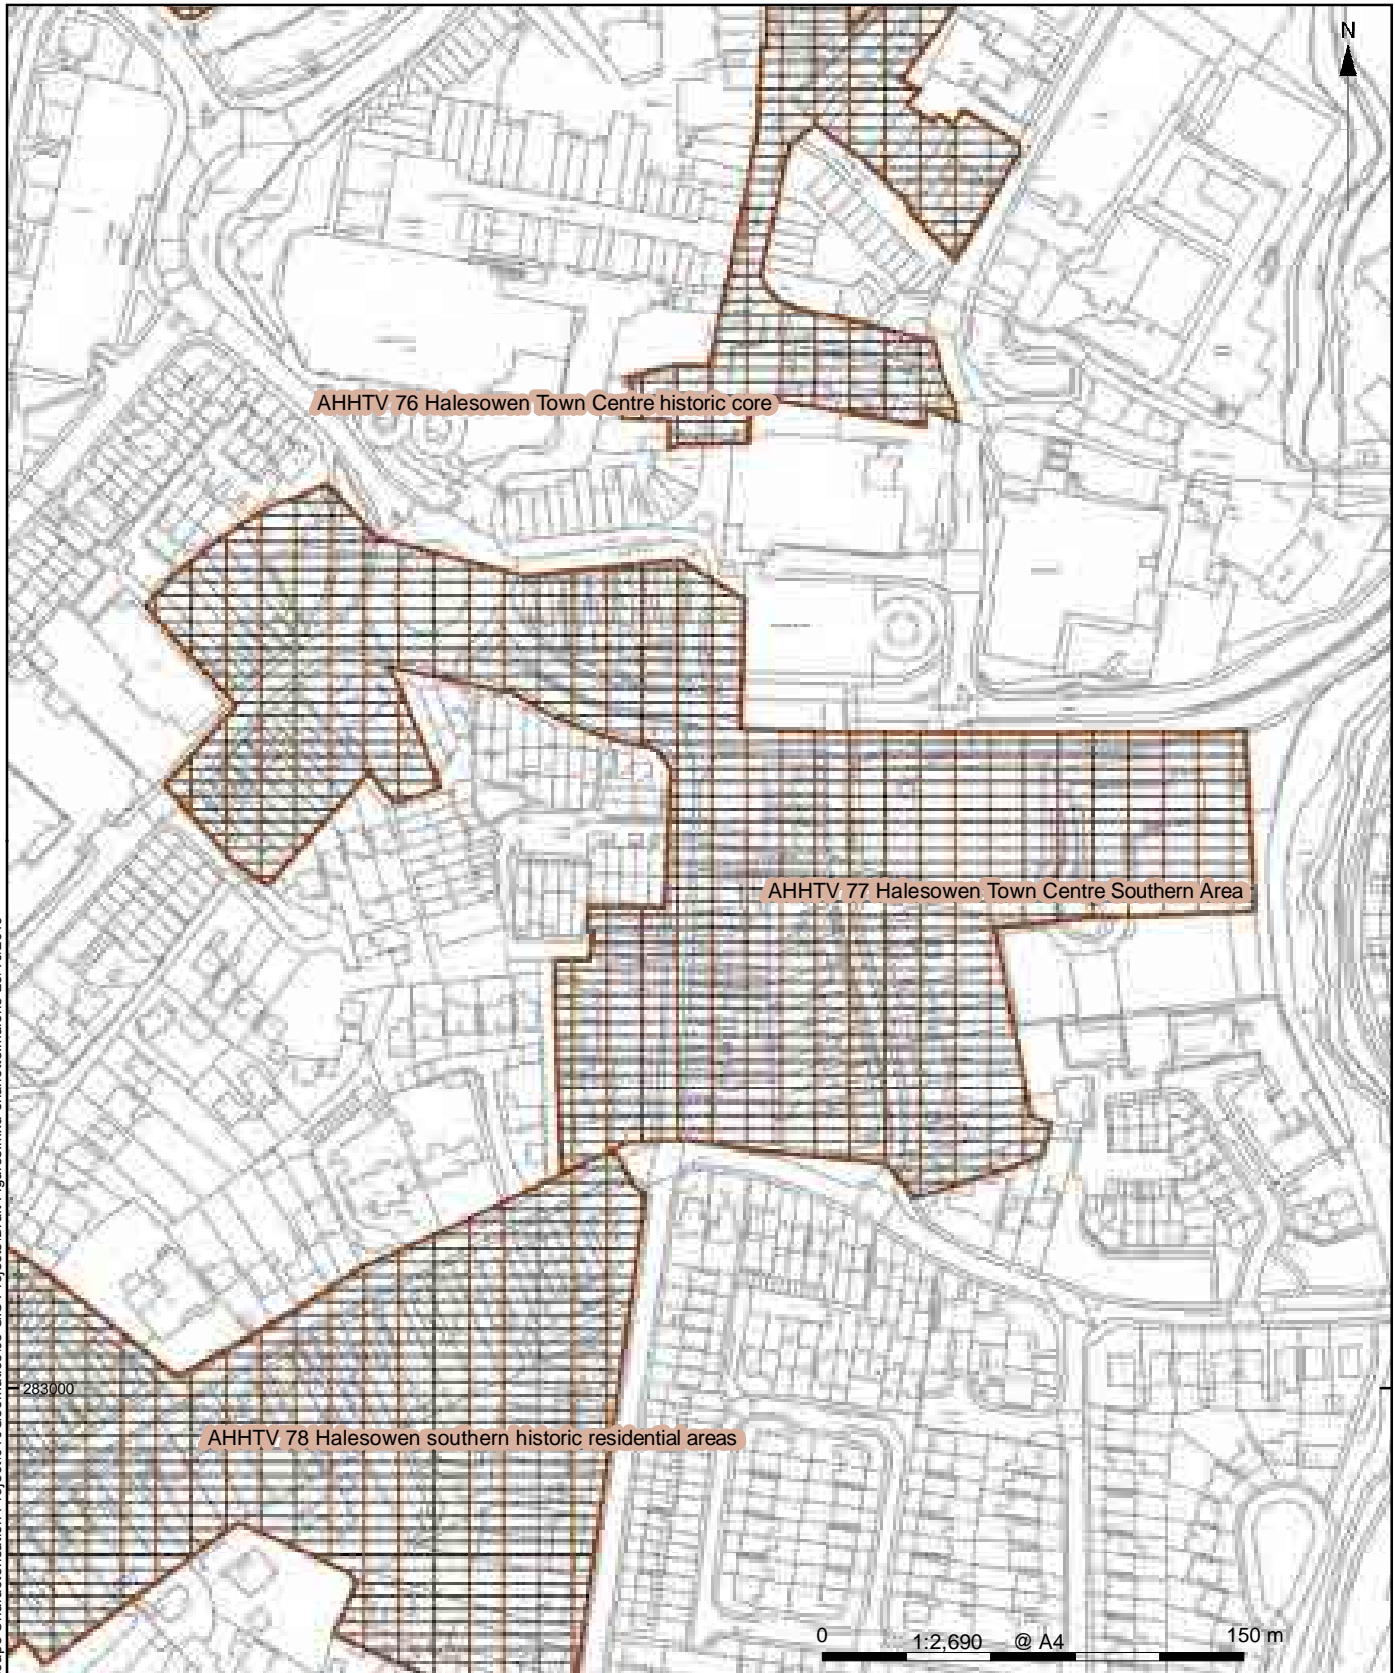 N
AHHTV 76 Halesowen Town Centre historic core
AHHTV 77 Halesowen Town Centre Southern Area
283000
AHHTV 78 Halesowen southern historic residential areas
0
1:2,690 @ A4
150 m